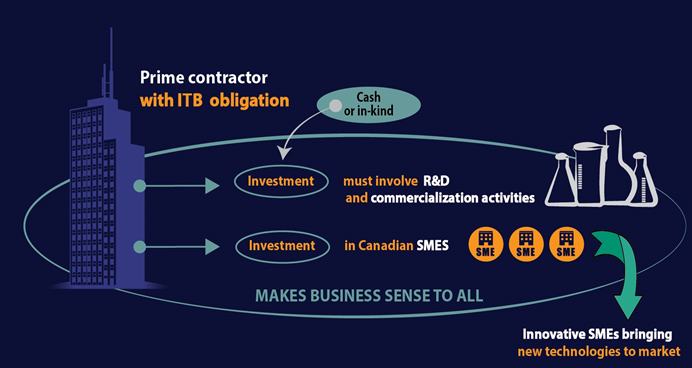 Prime contractor
with ITB obligation
Cash
or in-kind
Investment
must involve R&D
and commercialization activities
Investment
in Canadian SMES
SME
SME
SME
MAKES BUSINESS SENSE TO ALL
Innovative SMEs bringing
new technologies to market